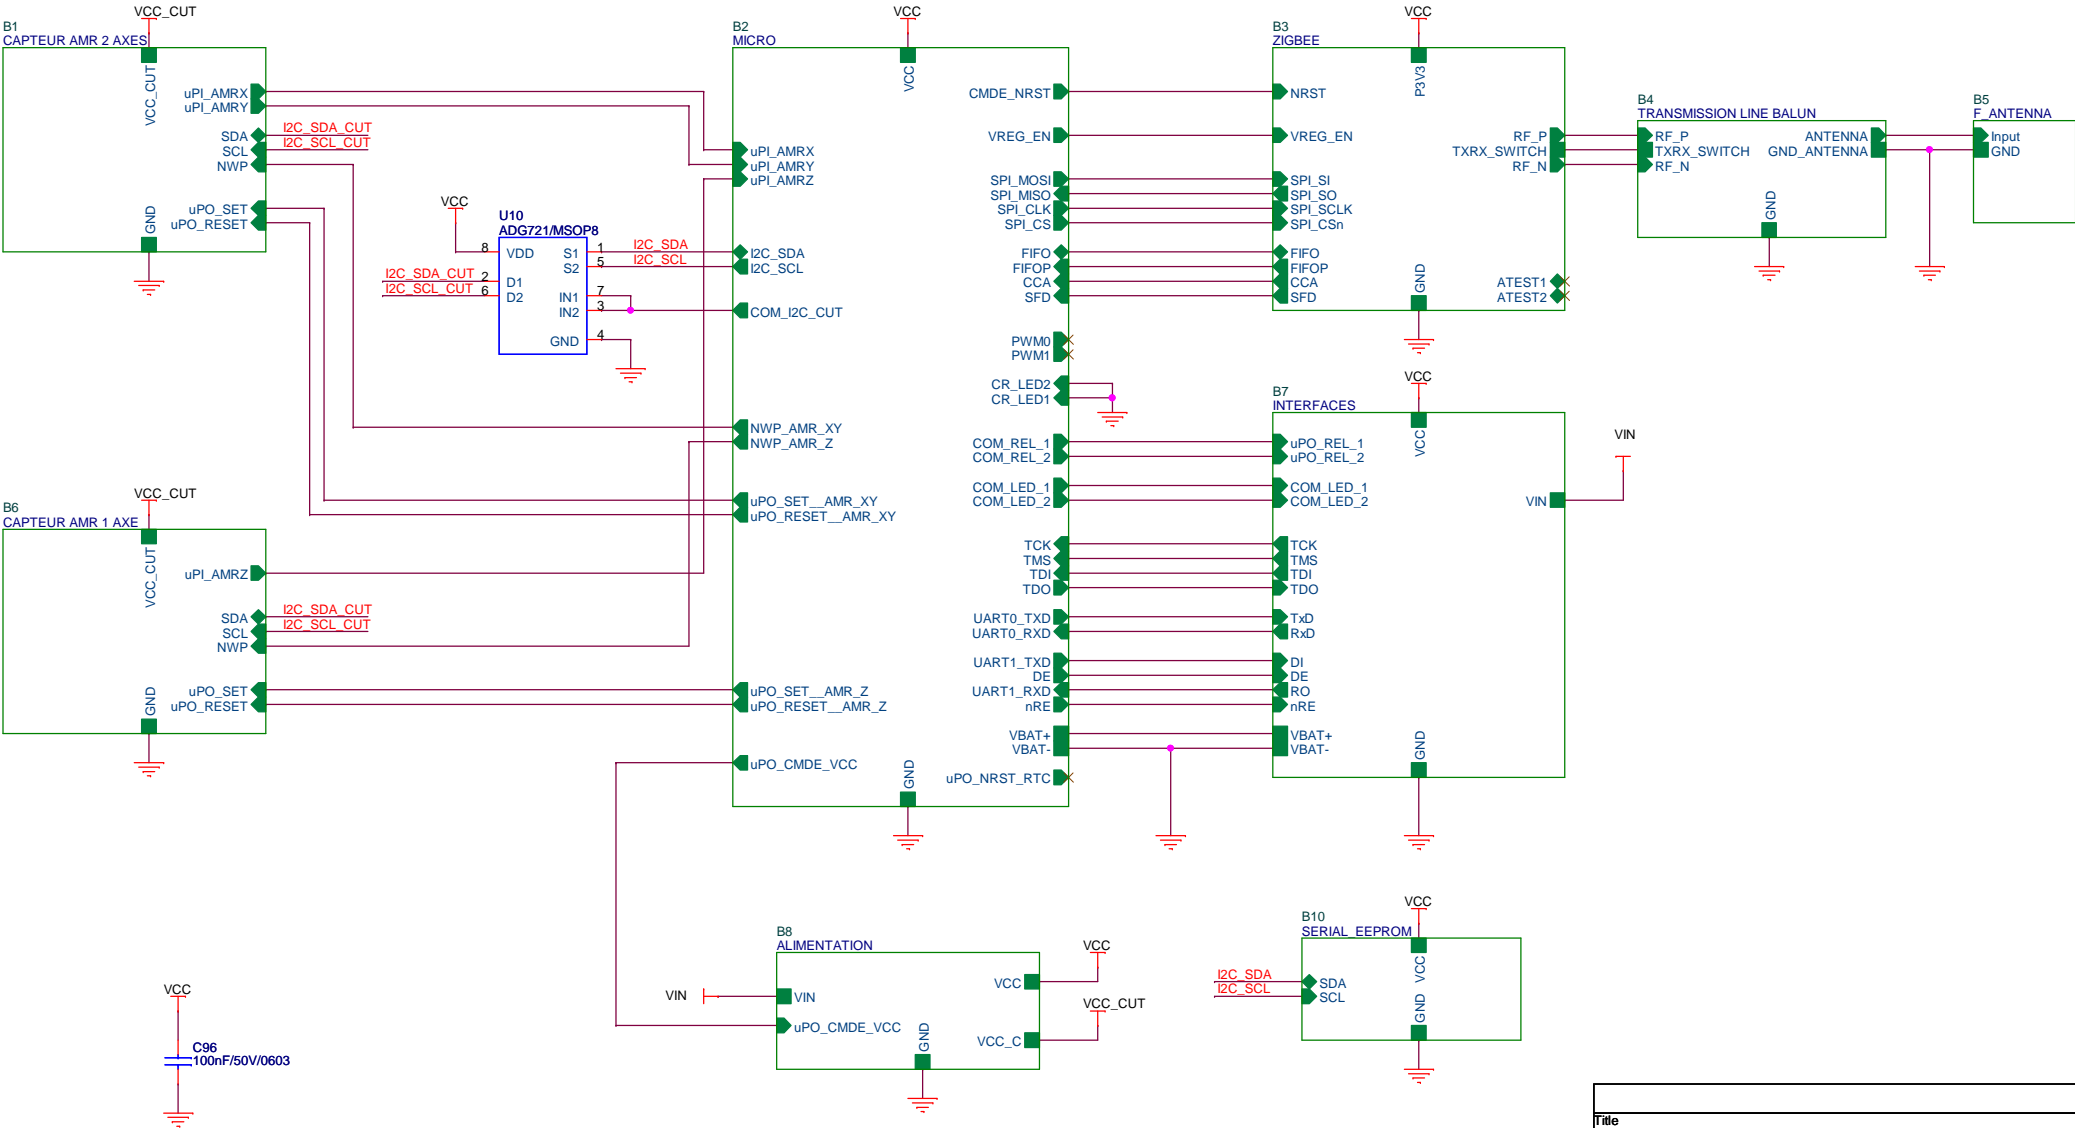 B1
CAPTEUR AMR 2 AXES
VCC_CUT
VCC_CUT
uPI_AMRX
uPI_AMRY
SDA
SCL
NWP
uPO_SET
uPO_RESET
GND
I2C_SDA_CUT
I2C_SCL_CUT
VCC
U10
ADG721/MSOP8
8
VDD
S1
1
I2C_SDA
S2
5
I2C_SCL
I2C_SDA_CUT
2
D1
I2C_SCL_CUT
6
D2
IN1
7
IN2
3
GND
4
B6
CAPTEUR AMR 1 AXE
VCC_CUT
VCC_CUT
uPI_AMRZ
SDA
SCL
NWP
uPO_SET
uPO_RESET
GND
I2C_SDA_CUT
I2C_SCL_CUT
B2
MICRO
VCC
VCC
uPI_AMRX
uPI_AMRY
uPI_AMRZ
I2C_SDA
I2C_SCL
COM_I2C_CUT
NWP_AMR_XY
NWP_AMR_Z
uPO_SET__AMR_XY
uPO_RESET__AMR_XY
uPO_SET__AMR_Z
uPO_RESET__AMR_Z
uPO_CMDE_VCC
GND
CMDE_NRST
VREG_EN
SPI_MOSI
SPI_MISO
SPI_CLK
SPI_CS
FIFO
FIFOP
CCA
SFD
PWM0
PWM1
CR_LED2
CR_LED1
COM_REL_1
COM_REL_2
COM_LED_1
COM_LED_2
TCK
TMS
TDI
TDO
UART0_TXD
UART0_RXD
UART1_TXD
DE
UART1_RXD
nRE
VBAT+
VBAT-
uPO_NRST_RTC
B3
ZIGBEE
VCC
P3V3
NRST
VREG_EN
SPI_SI
SPI_SO
SPI_SCLK
SPI_CSn
FIFO
FIFOP
CCA
SFD
GND
RF_P
TXRX_SWITCH
RF_N
ATEST1
ATEST2
B4
TRANSMISSION LINE BALUN
RF_P
TXRX_SWITCH
RF_N
ANTENNA
GND_ANTENNA
GND
B5
F_ANTENNA
Input
GND
B7
INTERFACES
VCC
VCC
uPO_REL_1
uPO_REL_2
COM_LED_1
COM_LED_2
TCK
TMS
TDI
TDO
TxD
RxD
DI
DE
RO
nRE
VBAT+
VBAT-
GND
VIN
VIN
B8
ALIMENTATION
VIN
VIN
uPO_CMDE_VCC
GND
VCC
VCC
VCC_C
VCC_CUT
B10
SERIAL_EEPROM
VCC
VCC
I2C_SDA
SDA
I2C_SCL
SCL
GND
VCC
C96
100nF/50V/0603
Title